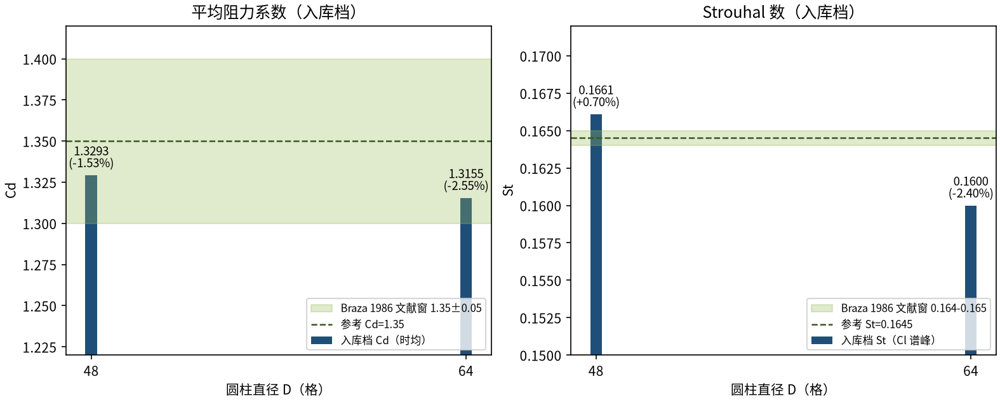 平均阻力系数（入库档）
1.400
1.375
1.350
1.325
1.300
1.275
1.250
1.225
Cd
1.3293
(-1.53%)
1.3155
(-2.55%)
Braza 1986 文献窗 1.35±0.05
参考 Cd=1.35
入库档 Cd（时均）
48
64
圆柱直径 D（格）
Strouhal 数（入库档）
0.1700
0.1675
0.1650
0.1625
0.1600
0.1575
0.1550
0.1525
0.1500
St
0.1661
(+0.70%)
0.1600
(-2.40%)
Braza 1986 文献窗 0.164-0.165
参考 St=0.1645
入库档 St（Cl 谱峰）
48
64
圆柱直径 D（格）